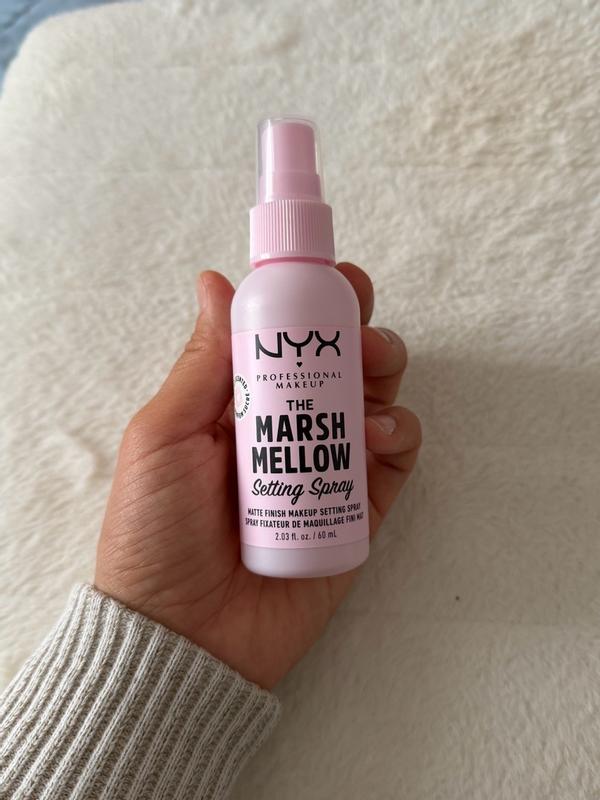 NYX
PROFESSIONAL
MAKEUP
THE
MARSH
MELLOW
Setting Spray
MATTE FINISH MAKEUP SETTING SPRAY
SPRAY FIXATEUR DE MAQUILLAGE FINI MAT
2.03 fl. oz. / 60 mL